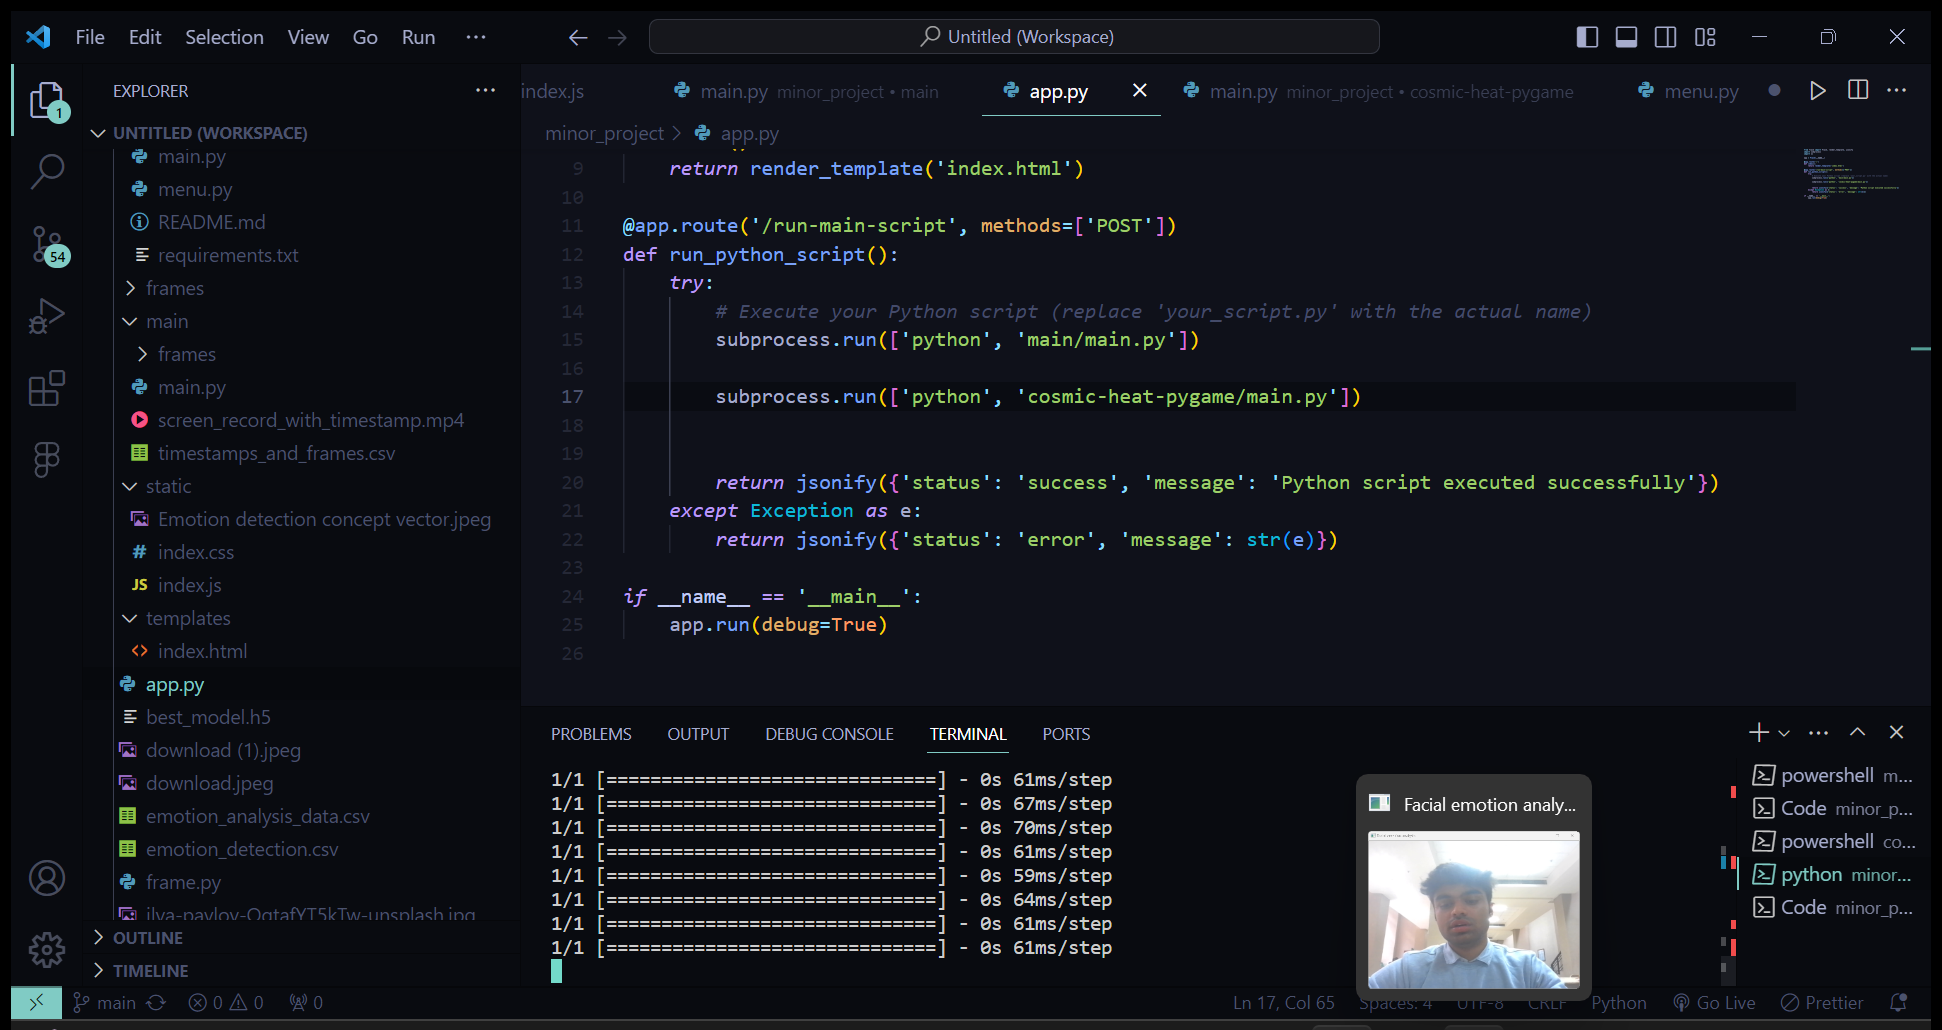 File Edit Selection View Go Run ···
Untitled (Workspace)
EXPLORER ···
UNTITLED (WORKSPACE)
main.py
menu.py
README.md
requirements.txt
frames
main
frames
main.py
screen_record_with_timestamp.mp4
timestamps_and_frames.csv
static
Emotion detection concept vector.jpeg
index.css
JS index.js
templates
index.html
app.py
best_model.h5
download (1).jpeg
download.jpeg
emotion_analysis_data.csv
emotion_detection.csv
frame.py
ilya-pavlov-OqtafYT5kTw-unsplash.jpg
OUTLINE
TIMELINE
1
54
index.js main.py minor_project • main app.py main.py minor_project • cosmic-heat-pygame menu.py
minor_project > app.py
9 return render_template('index.html')
10
11 @app.route('/run-main-script', methods=['POST'])
12 def run_python_script():
13 try:
14 # Execute your Python script (replace 'your_script.py' with the actual name)
15 subprocess.run(['python', 'main/main.py'])
16
17 subprocess.run(['python', 'cosmic-heat-pygame/main.py'])
18
19
20 return jsonify({'status': 'success', 'message': 'Python script executed successfully'})
21 except Exception as e:
22 return jsonify({'status': 'error', 'message': str(e)})
23
24 if __name__ == '__main__':
25 app.run(debug=True)
26
PROBLEMS OUTPUT DEBUG CONSOLE TERMINAL PORTS
1/1 [==============================] - 0s 61ms/step
1/1 [==============================] - 0s 67ms/step
1/1 [==============================] - 0s 70ms/step
1/1 [==============================] - 0s 61ms/step
1/1 [==============================] - 0s 59ms/step
1/1 [==============================] - 0s 64ms/step
1/1 [==============================] - 0s 61ms/step
1/1 [==============================] - 0s 61ms/step
Facial emotion analy...
powershell m...
Code minor_p...
powershell co...
python minor...
Code minor_p...
main 0 0 0
Ln 17, Col 65 Spaces: 4 UTF-8 CRLF Python Go Live Prettier